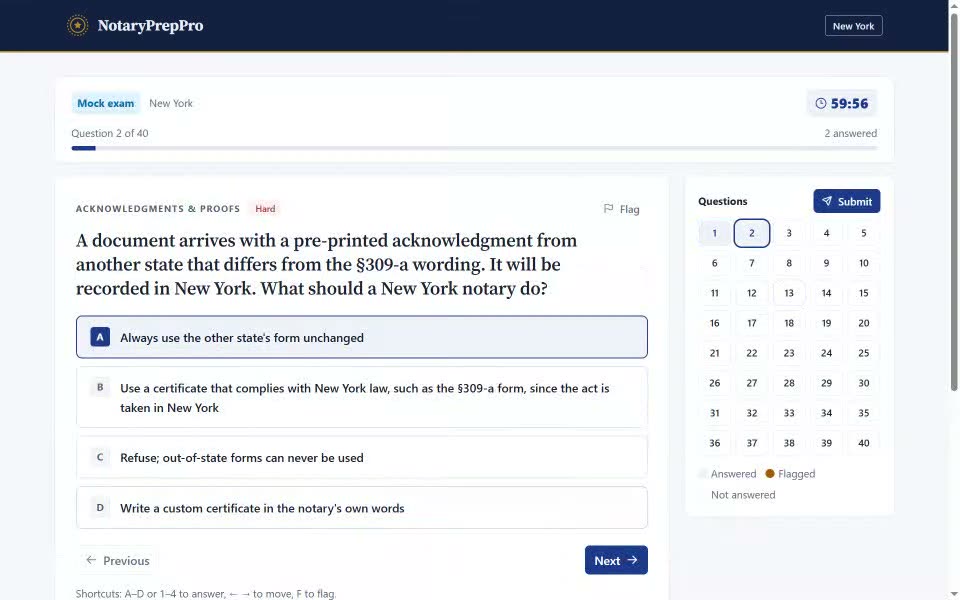 NotaryPrepPro
New York
Mock exam New York
59:56
Question 2 of 40
2 answered
ACKNOWLEDGMENTS & PROOFS Hard
Flag
A document arrives with a pre-printed acknowledgment from
another state that differs from the §309-a wording. It will be
recorded in New York. What should a New York notary do?
A Always use the other state's form unchanged
B Use a certificate that complies with New York law, such as the §309-a form, since the act is
taken in New York
C Refuse; out-of-state forms can never be used
D Write a custom certificate in the notary's own words
← Previous
Next →
Shortcuts: A–D or 1–4 to answer, ← → to move, F to flag.
Questions
Submit
1 2 3 4 5
6 7 8 9 10
11 12 13 14 15
16 17 18 19 20
21 22 23 24 25
26 27 28 29 30
31 32 33 34 35
36 37 38 39 40
Answered Flagged
Not answered